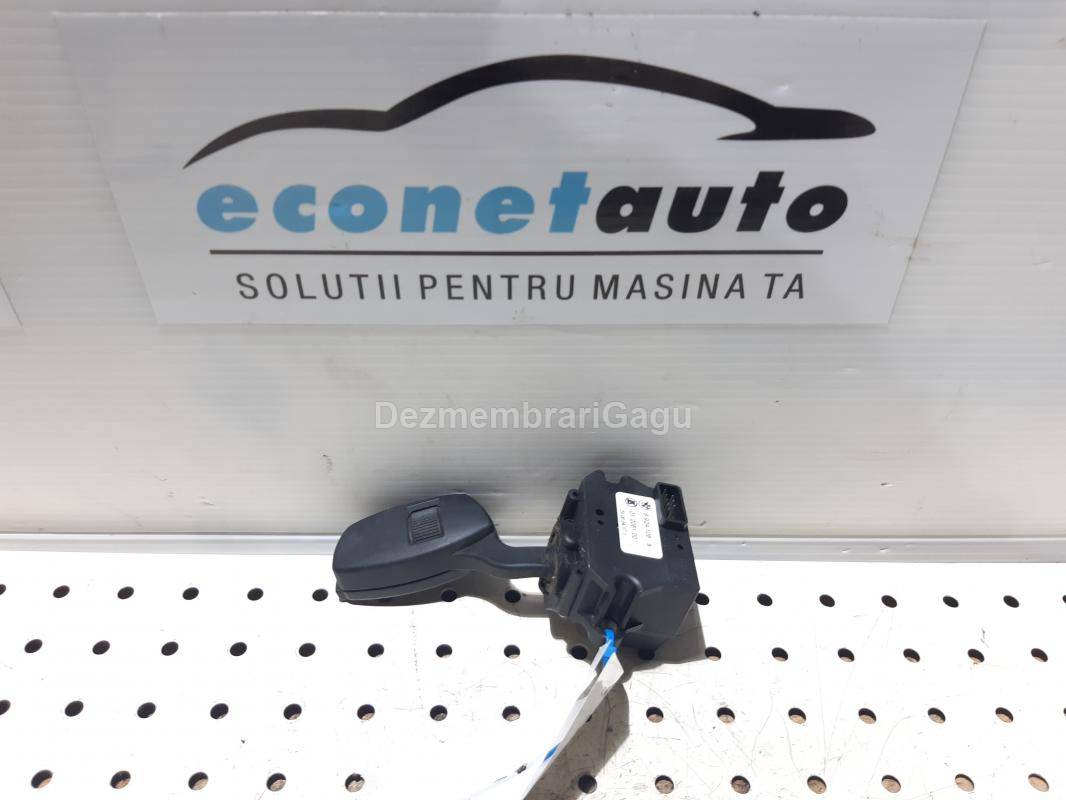 econetauto
SOLUTII PENTRU MASINA TA
DezmembrariGagu